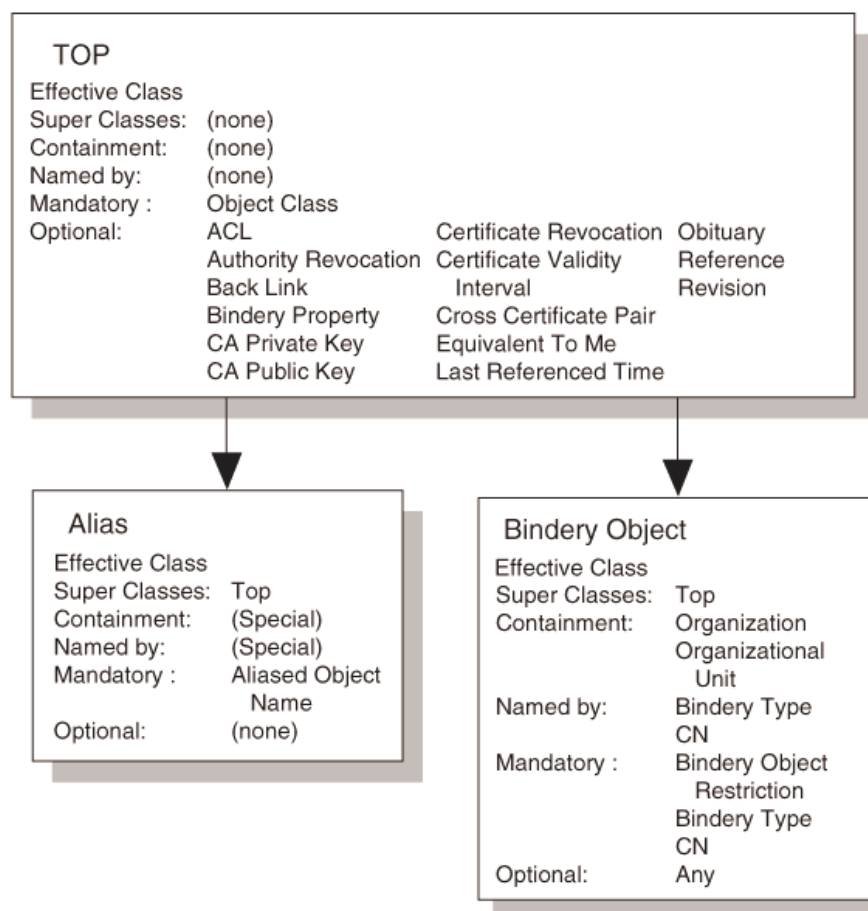 TOP
Effective Class
Super Classes: (none)
Containment: (none)
Named by: (none)
Mandatory : Object Class
Optional: ACL Certificate Revocation Obituary
Authority Revocation Certificate Validity Reference
Back Link Interval Revision
Bindery Property Cross Certificate Pair
CA Private Key Equivalent To Me
CA Public Key Last Referenced Time
Alias
Effective Class
Super Classes: Top
Containment: (Special)
Named by: (Special)
Mandatory : Aliased Object
Name
Optional: (none)
Bindery Object
Effective Class
Super Classes: Top
Containment: Organization
Organizational
Unit
Named by: Bindery Type
CN
Mandatory : Bindery Object
Restriction
Bindery Type
CN
Optional: Any